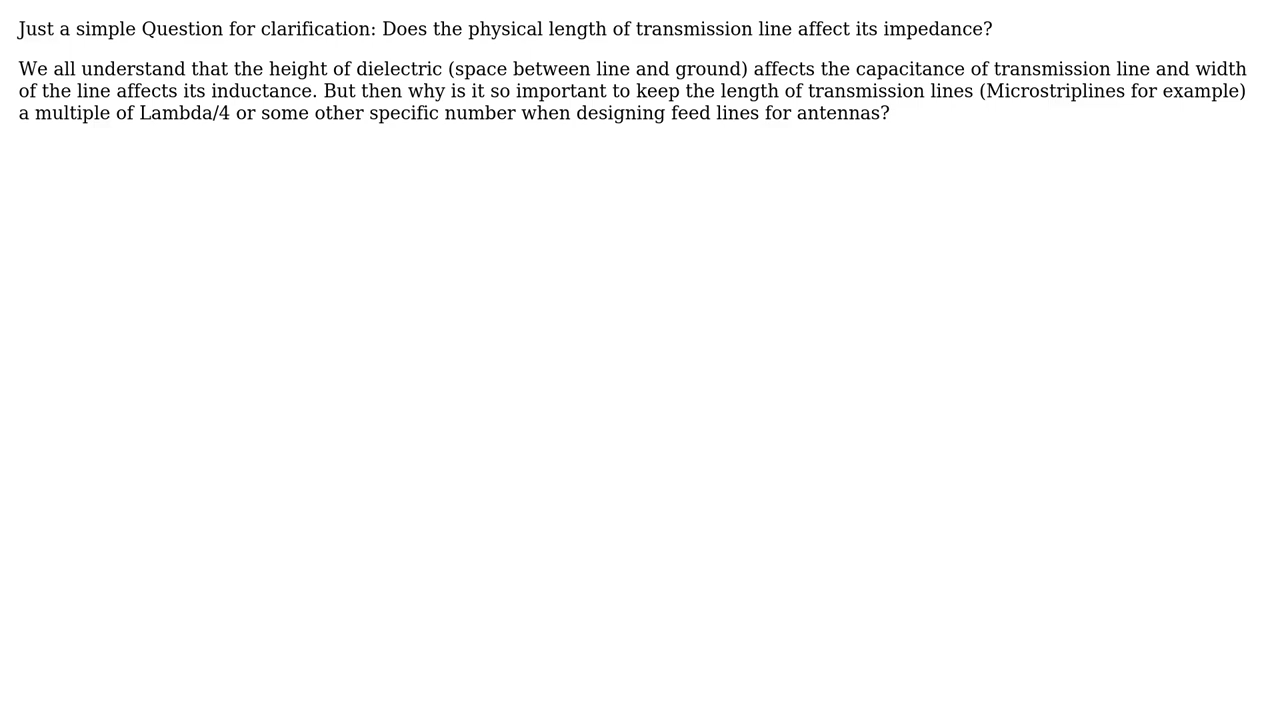 Just a simple Question for clarification: Does the physical length of transmission line affect its impedance?
We all understand that the height of dielectric (space between line and ground) affects the capacitance of transmission line and width
of the line affects its inductance. But then why is it so important to keep the length of transmission lines (Microstriplines for example)
a multiple of Lambda/4 or some other specific number when designing feed lines for antennas?